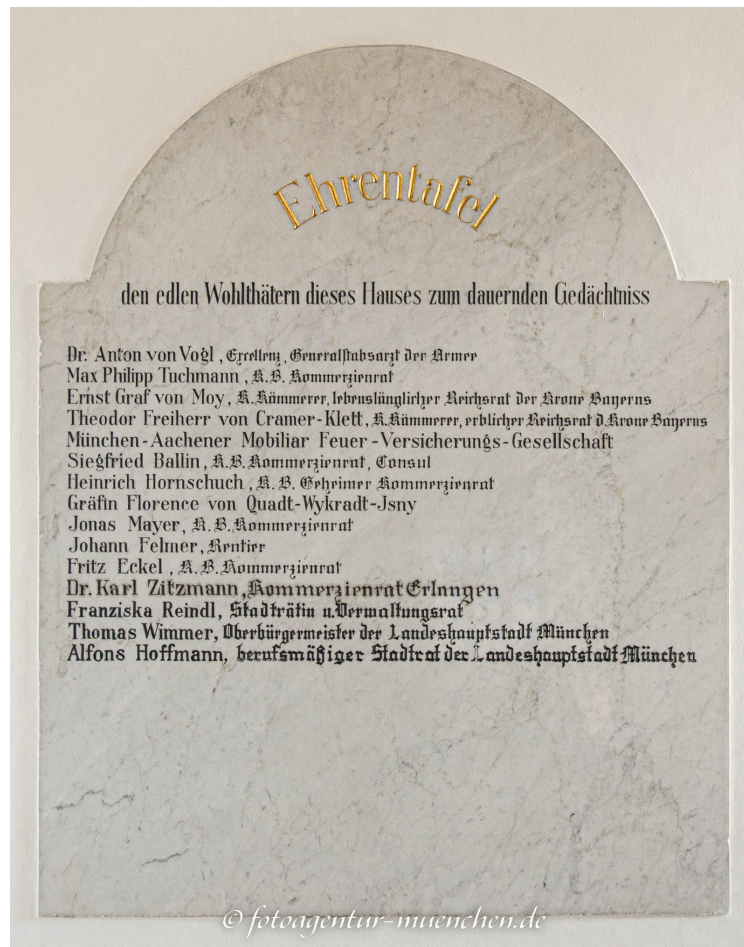 Ehrentafel
den edlen Wohlthätern dieses Hauses zum dauernden Gedächtniss
Dr. Anton von Vogl, Excellenz, Generalstabsarzt der Armee
Max Philipp Tuchmann, K.B. Kommerzienrat
Ernst Graf von Moy, K.Kämmerer, lebenslänglicher Reichsrat der Krone Bayerns
Theodor Freiherr von Cramer-Klett, K.Kämmerer, erblicher Reichsrat d.Krone Bayerns
München-Aachener Mobiliar Feuer-Versicherungs-Gesellschaft
Siegfried Ballin, K.B. Kommerzienrat, Consul
Heinrich Hornschuch, K.B. Geheimer Kommerzienrat
Gräfin Florence von Quadt-Wykradt-Jsny
Jonas Mayer, K.B. Kommerzienrat
Johann Felmer, Rentier
Fritz Eckel, K.B. Kommerzienrat
Dr. Karl Zitzmann, Kommerzienrat Erlangen
Franziska Reindl, Stadträtin u. Verwaltungsrat
Thomas Wimmer, Oberbürgermeister der Landeshauptstadt München
Alfons Hoffmann, berufsmäßiger Stadtrat der Landeshauptstadt München
© fotoagentur-muenchen.de